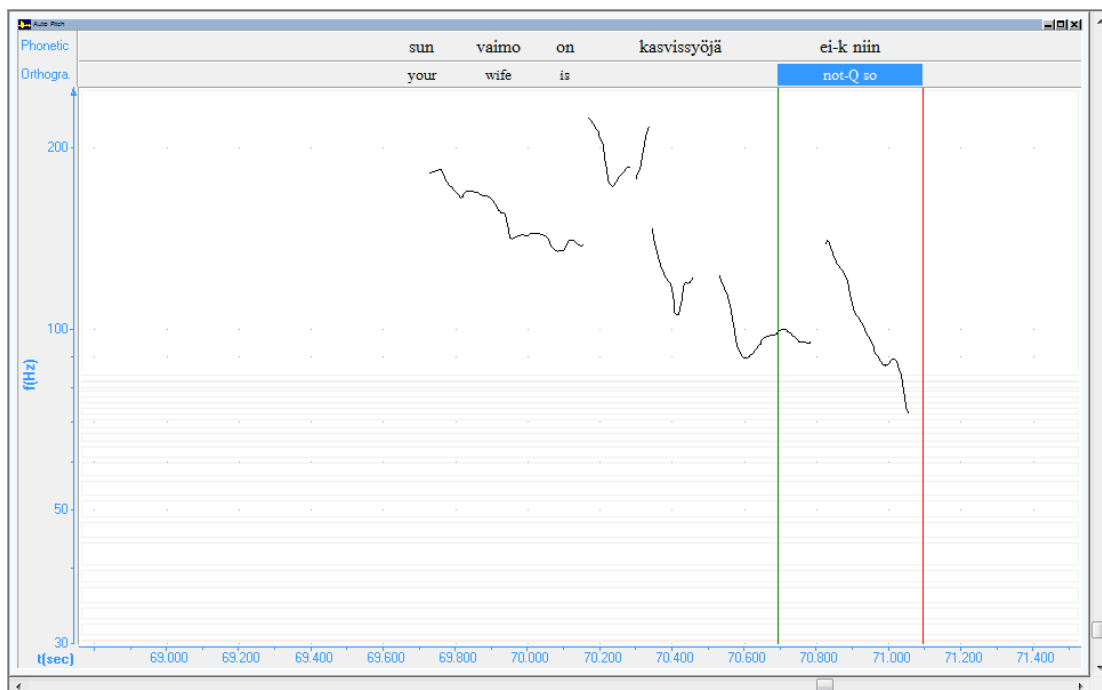 Auto Pitch
Phonetic sun vaimo on kasvissyöjä ei-k niin
Orthogra. your wife is not-Q so
200
100
f(Hz)
50
30
t(sec) 69.000 69.200 69.400 69.600 69.800 70.000 70.200 70.400 70.600 70.800 71.000 71.200 71.400